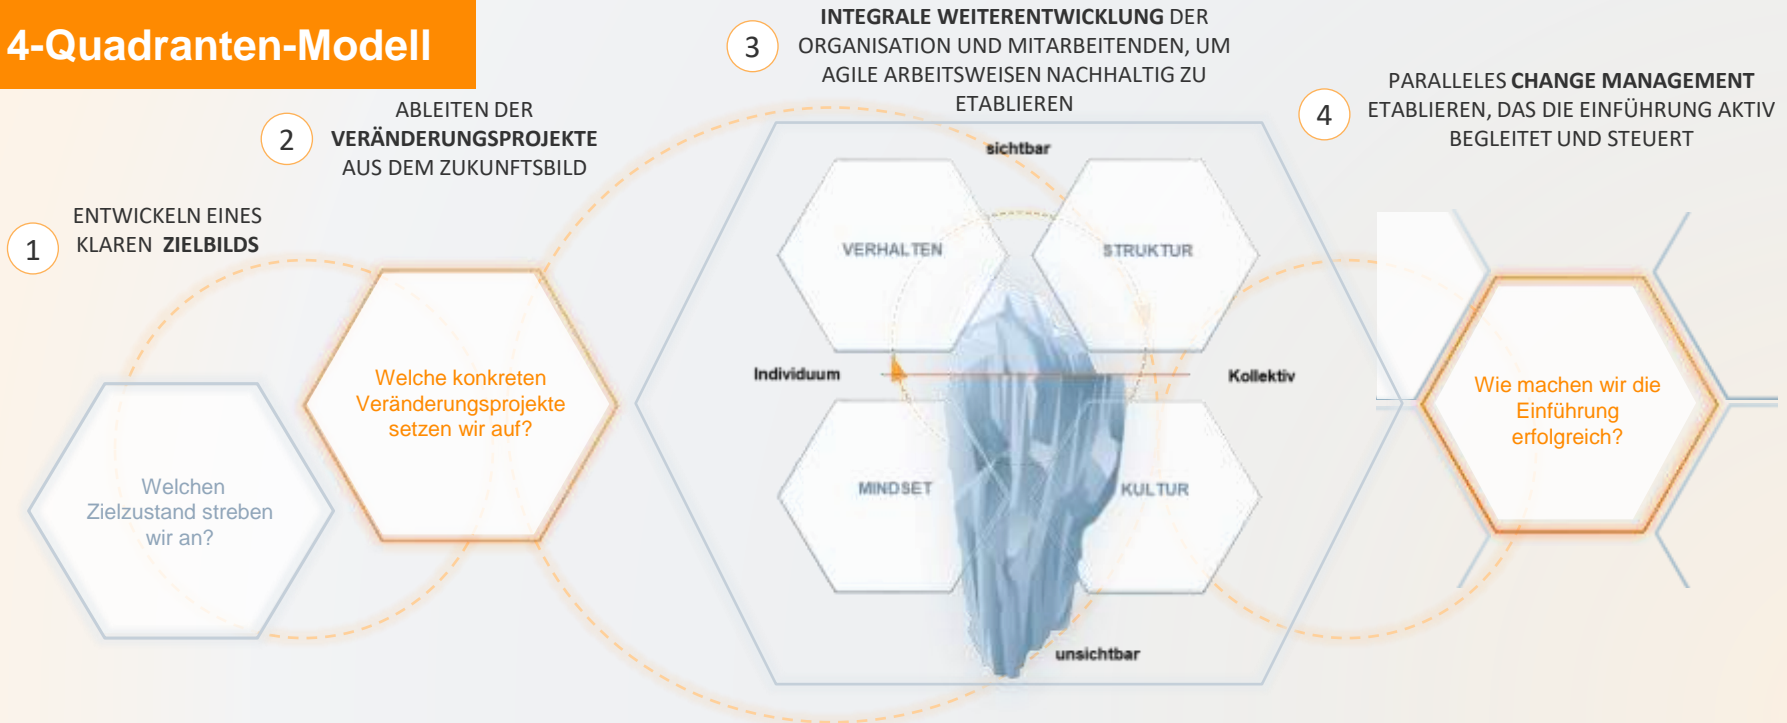 4-Quadranten-Modell
1
ENTWICKELN EINES
KLAREN ZIELBILDS
Welchen
Zielzustand streben
wir an?
2
ABLEITEN DER
VERÄNDERUNGSPROJEKTE
AUS DEM ZUKUNFTSBILD
Welche konkreten
Veränderungsprojekte
setzen wir auf?
3
INTEGRALE WEITERENTWICKLUNG DER
ORGANISATION UND MITARBEITENDEN, UM
AGILE ARBEITSWEISEN NACHHALTIG ZU
ETABLIEREN
sichtbar
VERHALTEN
STRUKTUR
Individuum
Kollektiv
MINDSET
KULTUR
unsichtbar
4
PARALLELES CHANGE MANAGEMENT
ETABLIEREN, DAS DIE EINFÜHRUNG AKTIV
BEGLEITET UND STEUERT
Wie machen wir die
Einführung
erfolgreich?